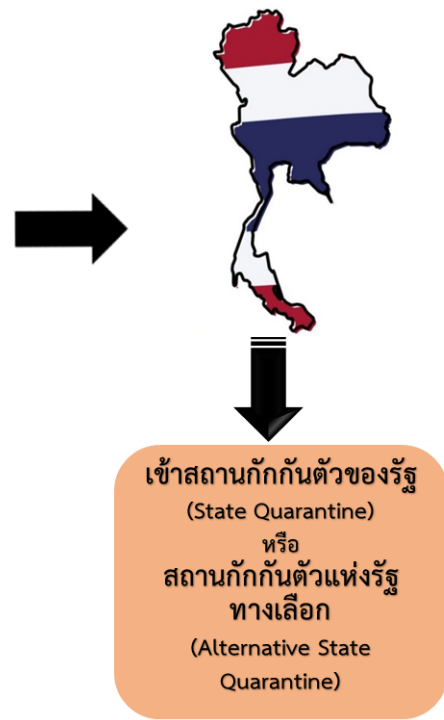 เข้าสถานกักกันตัวของรัฐ
(State Quarantine)
หรือ
สถานกักกันตัวแห่งรัฐ
ทางเลือก
(Alternative State
Quarantine)